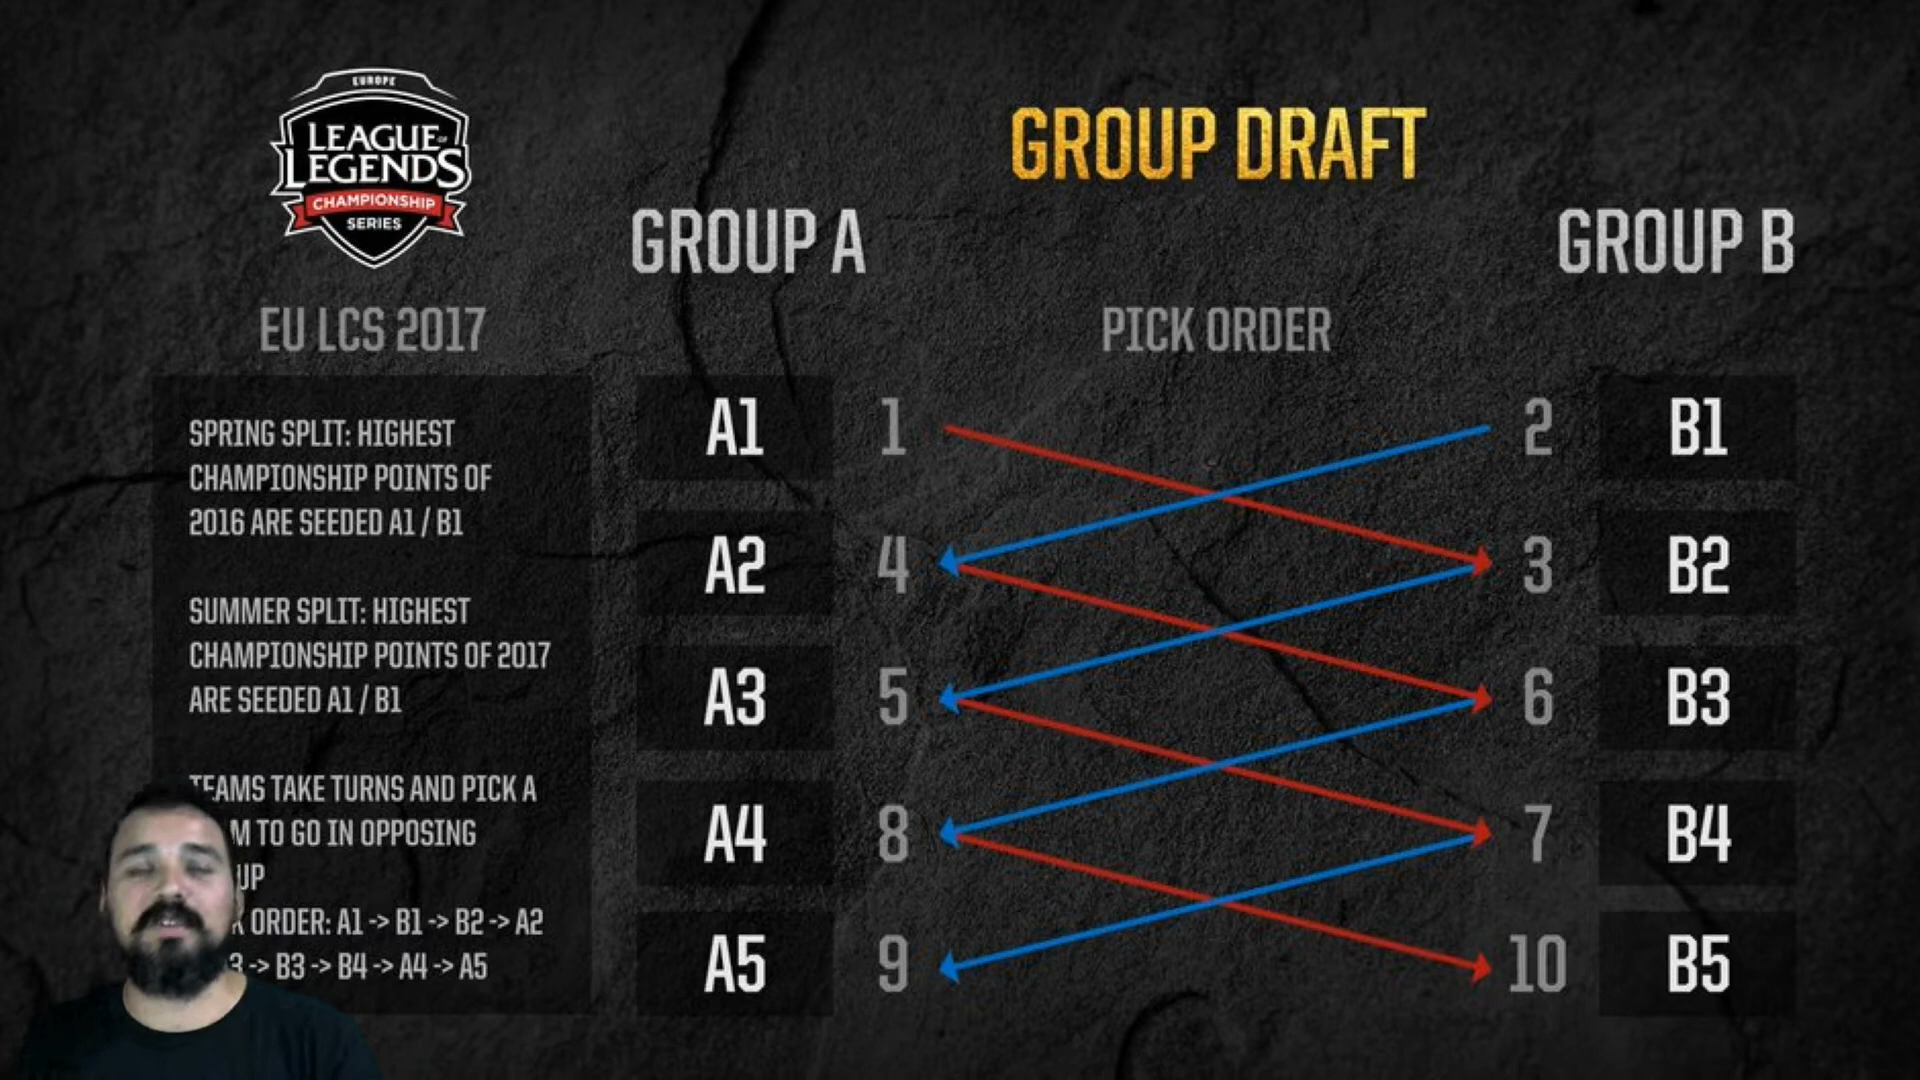 EUROPE
LEAGUE OF
LEGENDS
CHAMPIONSHIP
SERIES
EU LCS 2017
SPRING SPLIT: HIGHEST
CHAMPIONSHIP POINTS OF
2016 ARE SEEDED A1 / B1
SUMMER SPLIT: HIGHEST
CHAMPIONSHIP POINTS OF 2017
ARE SEEDED A1 / B1
TEAMS TAKE TURNS AND PICK A
TO GO IN OPPOSING
ORDER: A1 -> B1 -> B2 -> A2
-> B3 -> B4 -> A4 -> A5
GROUP DRAFT
GROUP A
GROUP B
PICK ORDER
A1 1 2 B1
A2 4 3 B2
A3 5 6 B3
A4 8 7 B4
A5 9 10 B5